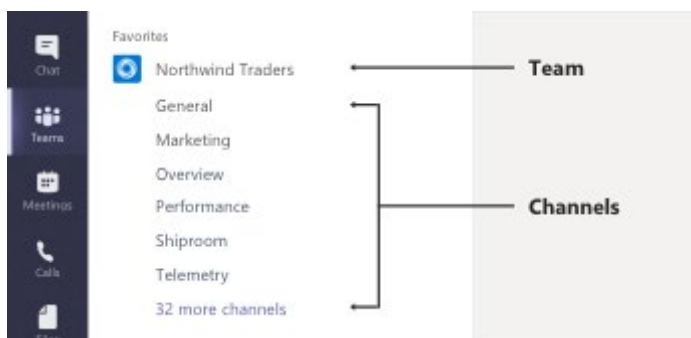 Favorites
Chat
Northwind Traders
Team
General
Teams
Marketing
Overview
Meetings
Performance
Channels
Shiproom
Calls
Telemetry
32 more channels